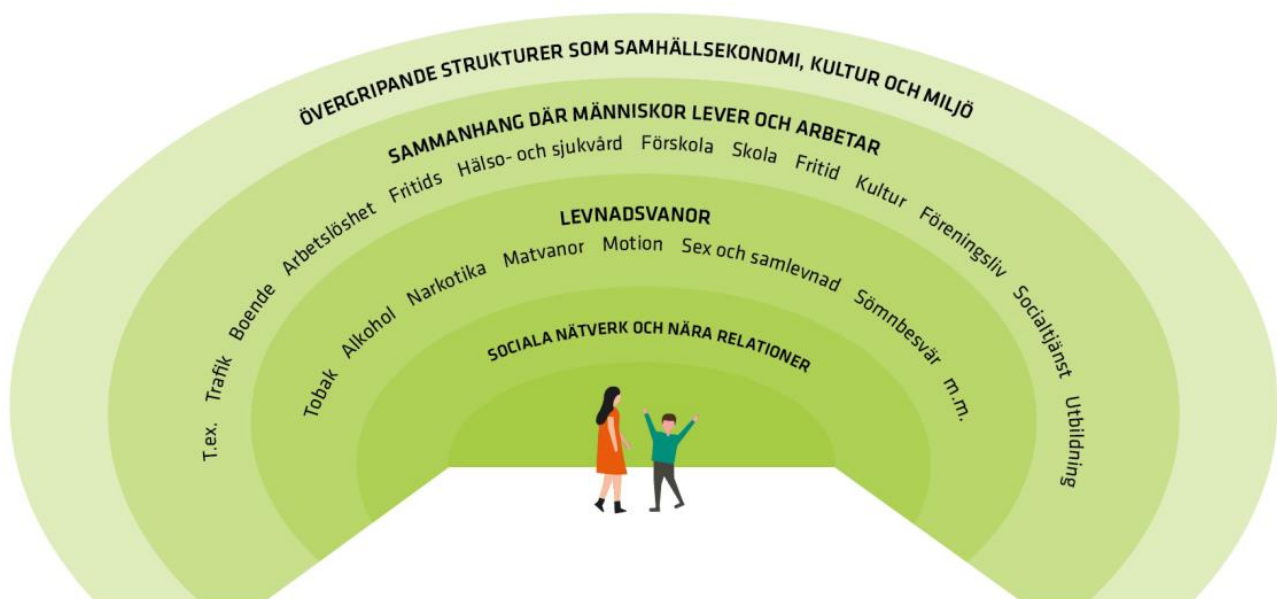 ÖVERGRIPANDE STRUKTURER SOM SAMHÄLLSEKONOMI, KULTUR OCH MILJÖ
SAMMANHANG DÄR MÄNNISKOR LEVER OCH ARBETAR
T.ex. Trafik Boende Arbetslöshet Fritids Hälso- och sjukvård Förskola Skola Fritid Kultur Föreningsliv Socialtjänst Utbildning
LEVNADSVANOR
Tobak Alkohol Narkotika Matvanor Motion Sex och samlevnad Sömnbesvär m.m.
SOCIALA NÄTVERK OCH NÄRA RELATIONER